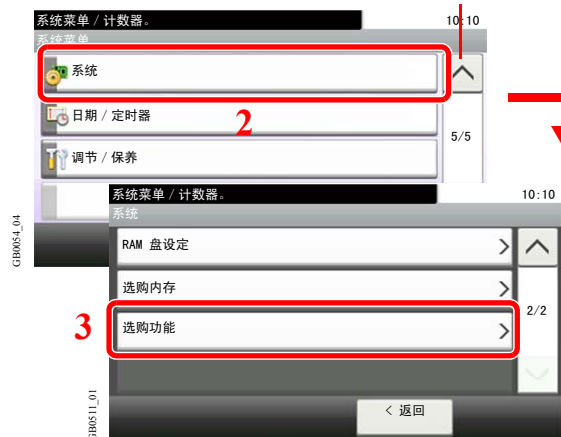 系统菜单 / 计数器。 10:10
系统菜单
系统
日期 / 定时器
2
5/5
调节 / 保养
GB0054_04
系统菜单 / 计数器。 10:10
系统
RAM 盘设定
选购内存
2/2
3
选购功能
< 返回
GB0511_01